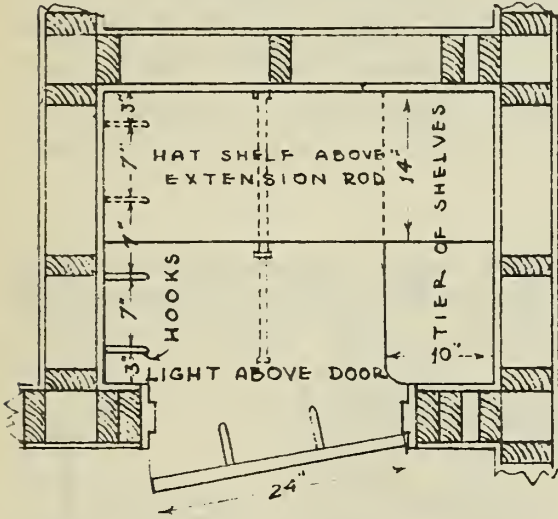 3"
7"
HAT SHELF ABOVE
EXTENSION ROD
14"
TIER OF SHELVES
7"
7"
HOOKS
3"
10"
LIGHT ABOVE DOOR
24"